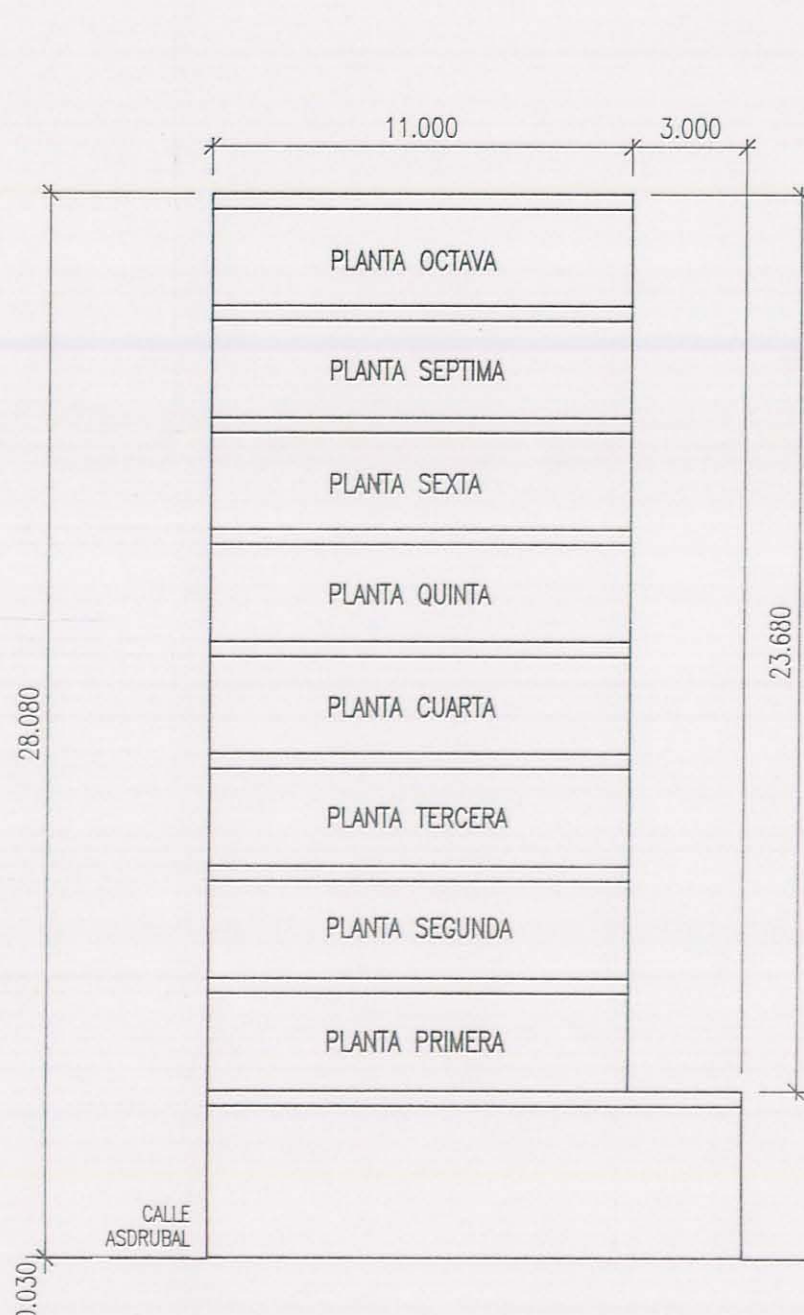 11.000 3.000
PLANTA OCTAVA
PLANTA SEPTIMA
PLANTA SEXTA
PLANTA QUINTA
23.680
PLANTA CUARTA
28.080
PLANTA TERCERA
PLANTA SEGUNDA
PLANTA PRIMERA
CALLE
ASDRUBAL